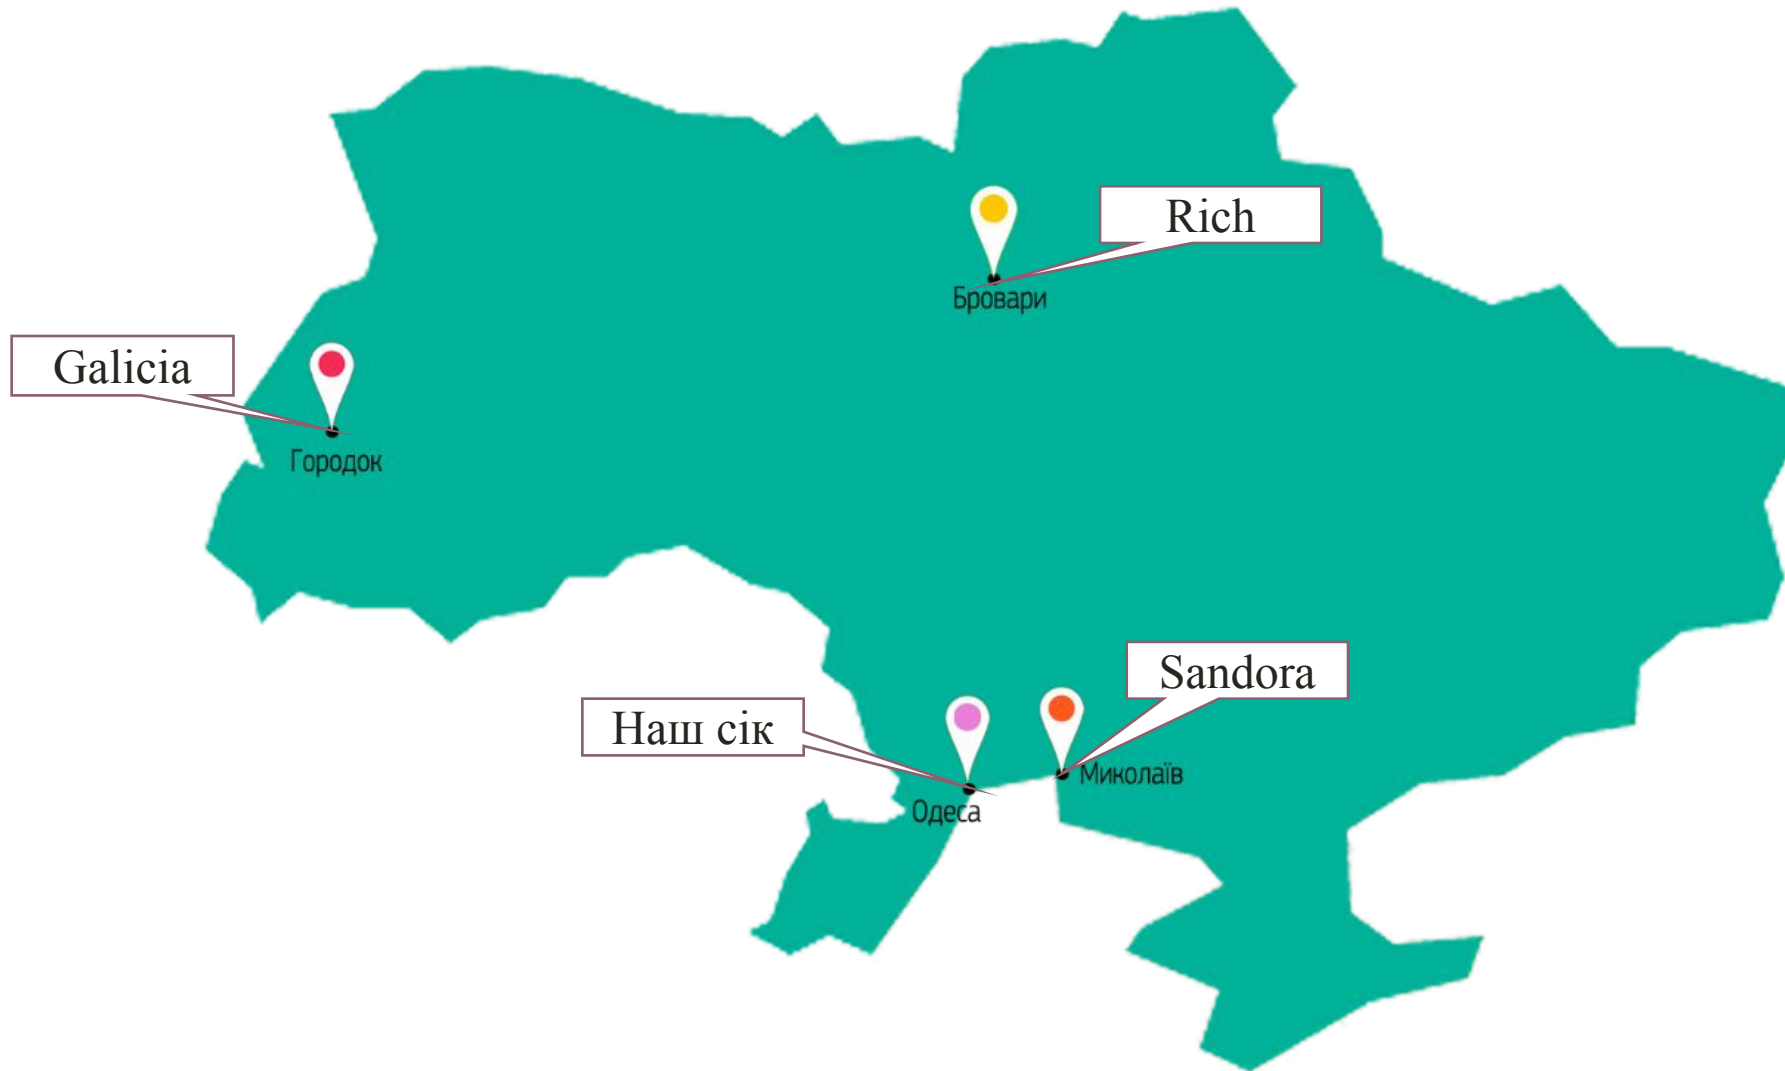 Rich
Бровари
Galicia
Городок
Sandora
Наш сік
Миколаїв
Одеса